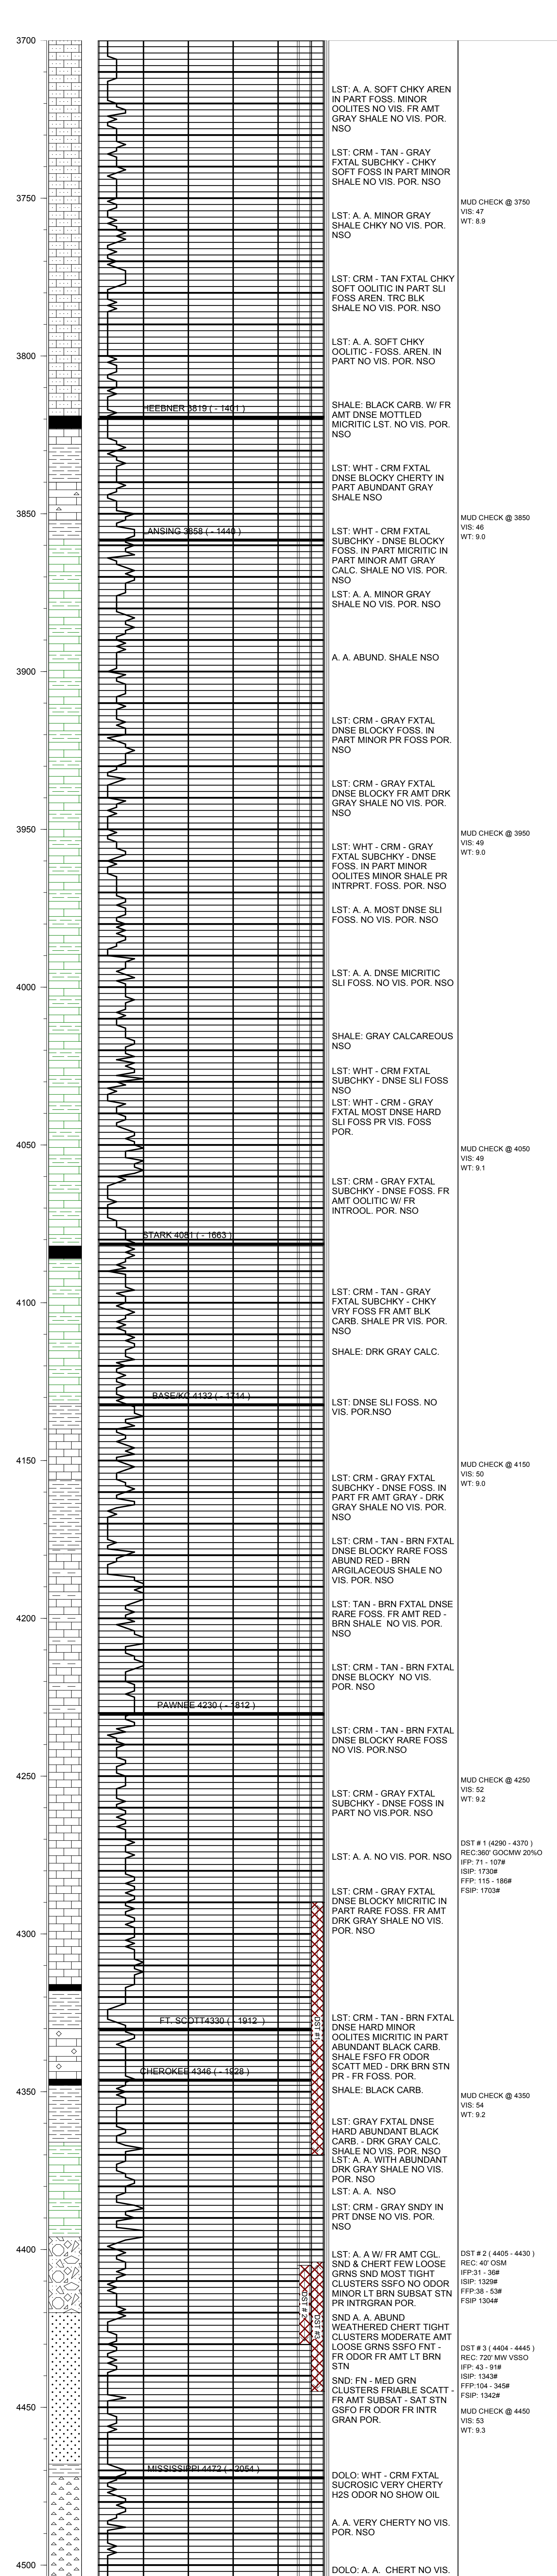 3700
LST: A. A. SOFT CHKY AREN
IN PART FOSS. MINOR
OOLITES NO VIS. FR AMT
GRAY SHALE NO VIS. POR.
NSO
LST: CRM - TAN - GRAY
FXTAL SUBCHKY - CHKY
SOFT FOSS IN PART MINOR
SHALE NO VIS. POR. NSO
3750
MUD CHECK @ 3750
VIS: 47
WT: 8.9
LST: A. A. MINOR GRAY
SHALE CHKY NO VIS. POR.
NSO
LST: CRM - TAN FXTAL CHKY
SOFT OOLITIC IN PART SLI
FOSS AREN. TRC BLK
SHALE NO VIS. POR. NSO
LST: A. A. SOFT CHKY
OOLITIC - FOSS. AREN. IN
PART NO VIS. POR. NSO
3800
HEEBNER 3819 ( - 1401 )
SHALE: BLACK CARB. W/ FR
AMT DNSE MOTTLED
MICRITIC LST. NO VIS. POR.
NSO
LST: WHT - CRM FXTAL
DNSE BLOCKY CHERTY IN
PART ABUNDANT GRAY
SHALE NSO
3850
MUD CHECK @ 3850
VIS: 46
WT: 9.0
LANSING 3858 ( - 1440 )
LST: WHT - CRM FXTAL
SUBCHKY - DNSE BLOCKY
FOSS. IN PART MICRITIC IN
PART MINOR AMT GRAY
CALC. SHALE NO VIS. POR.
NSO
LST: A. A. MINOR GRAY
SHALE NO VIS. POR. NSO
A. A. ABUND. SHALE NSO
3900
LST: CRM - GRAY FXTAL
DNSE BLOCKY FOSS. IN
PART MINOR PR FOSS POR.
NSO
LST: CRM - GRAY FXTAL
DNSE BLOCKY FR AMT DRK
GRAY SHALE NO VIS. POR.
NSO
3950
MUD CHECK @ 3950
VIS: 49
WT: 9.0
LST: WHT - CRM - GRAY
FXTAL SUBCHKY - DNSE
FOSS. IN PART MINOR
OOLITES MINOR SHALE PR
INTRPRT. FOSS. POR. NSO
LST: A. A. MOST DNSE SLI
FOSS. NO VIS. POR. NSO
LST: A. A. DNSE MICRITIC
SLI FOSS. NO VIS. POR. NSO
4000
SHALE: GRAY CALCAREOUS
NSO
LST: WHT - CRM FXTAL
SUBCHKY - DNSE SLI FOSS
NSO
LST: WHT - CRM - GRAY
FXTAL MOST DNSE HARD
SLI FOSS PR VIS. FOSS
POR.
4050
MUD CHECK @ 4050
VIS: 49
WT: 9.1
LST: CRM - GRAY FXTAL
SUBCHKY - DNSE FOSS. FR
AMT OOLITIC W/ FR
INTROOL. POR. NSO
STARK 4081 ( - 1663 )
LST: CRM - TAN - GRAY
FXTAL SUBCHKY - CHKY
VRY FOSS FR AMT BLK
CARB. SHALE PR VIS. POR.
NSO
4100
SHALE: DRK GRAY CALC.
BASE/KC 4132 ( - 1714 )
LST: DNSE SLI FOSS. NO
VIS. POR.NSO
4150
MUD CHECK @ 4150
VIS: 50
WT: 9.0
LST: CRM - GRAY FXTAL
SUBCHKY - DNSE FOSS. IN
PART FR AMT GRAY - DRK
GRAY SHALE NO VIS. POR.
NSO
LST: CRM - TAN - BRN FXTAL
DNSE BLOCKY RARE FOSS
ABUND RED - BRN
ARGILACEOUS SHALE NO
VIS. POR. NSO
LST: TAN - BRN FXTAL DNSE
RARE FOSS. FR AMT RED -
BRN SHALE NO VIS. POR.
NSO
4200
LST: CRM - TAN - BRN FXTAL
DNSE BLOCKY NO VIS.
POR. NSO
PAWNEE 4230 ( - 1812 )
LST: CRM - TAN - BRN FXTAL
DNSE BLOCKY RARE FOSS
NO VIS. POR.NSO
4250
MUD CHECK @ 4250
VIS: 52
WT: 9.2
LST: CRM - GRAY FXTAL
SUBCHKY - DNSE FOSS IN
PART NO VIS.POR. NSO
DST # 1 (4290 - 4370 )
REC:360' GOCMW 20%O
IFP: 71 - 107#
ISIP: 1730#
FFP: 115 - 186#
FSIP: 1703#
LST: A. A. NO VIS. POR. NSO
LST: CRM - GRAY FXTAL
DNSE BLOCKY MICRITIC IN
PART RARE FOSS. FR AMT
DRK GRAY SHALE NO VIS.
POR. NSO
4300
FT. SCOTT4330 ( - 1912 )
DST #1
LST: CRM - TAN - BRN FXTAL
DNSE HARD MINOR
OOLITES MICRITIC IN PART
ABUNDANT BLACK CARB.
SHALE FSFO FR ODOR
SCATT MED - DRK BRN STN
PR - FR FOSS. POR.
CHEROKEE 4346 ( - 1928 )
SHALE: BLACK CARB.
4350
MUD CHECK @ 4350
VIS: 54
WT: 9.2
LST: GRAY FXTAL DNSE
HARD ABUNDANT BLACK
CARB. - DRK GRAY CALC.
SHALE NO VIS. POR. NSO
LST: A. A. WITH ABUNDANT
DRK GRAY SHALE NO VIS.
POR. NSO
LST: A. A. NSO
LST: CRM - GRAY SNDY IN
PRT DNSE NO VIS. POR.
NSO
4400
LST: A. A W/ FR AMT CGL.
SND & CHERT FEW LOOSE
GRNS SND MOST TIGHT
CLUSTERS SSFO NO ODOR
MINOR LT BRN SUBSAT STN
PR INTRGRAN POR.
DST # 2 ( 4405 - 4430 )
REC: 40' OSM
IFP:31 - 36#
ISIP: 1329#
FFP:38 - 53#
FSIP 1304#
DST # 2
DST #3
SND A. A. ABUND
WEATHERED CHERT TIGHT
CLUSTERS MODERATE AMT
LOOSE GRNS SSFO FNT -
FR ODOR FR AMT LT BRN
STN
DST # 3 ( 4404 - 4445 )
REC: 720' MW VSSO
IFP: 43 - 91#
ISIP: 1343#
FFP:104 - 345#
FSIP: 1342#
SND: FN - MED GRN
CLUSTERS FRIABLE SCATT -
FR AMT SUBSAT - SAT STN
GSFO FR ODOR FR INTR
GRAN POR.
4450
MUD CHECK @ 4450
VIS: 53
WT: 9.3
MISSISSIPPI 4472 ( - 2054 )
DOLO: WHT - CRM FXTAL
SUCROSIC VERY CHERTY
H2S ODOR NO SHOW OIL
A. A. VERY CHERTY NO VIS.
POR. NSO
4500
DOLO: A. A. CHERT NO VIS.